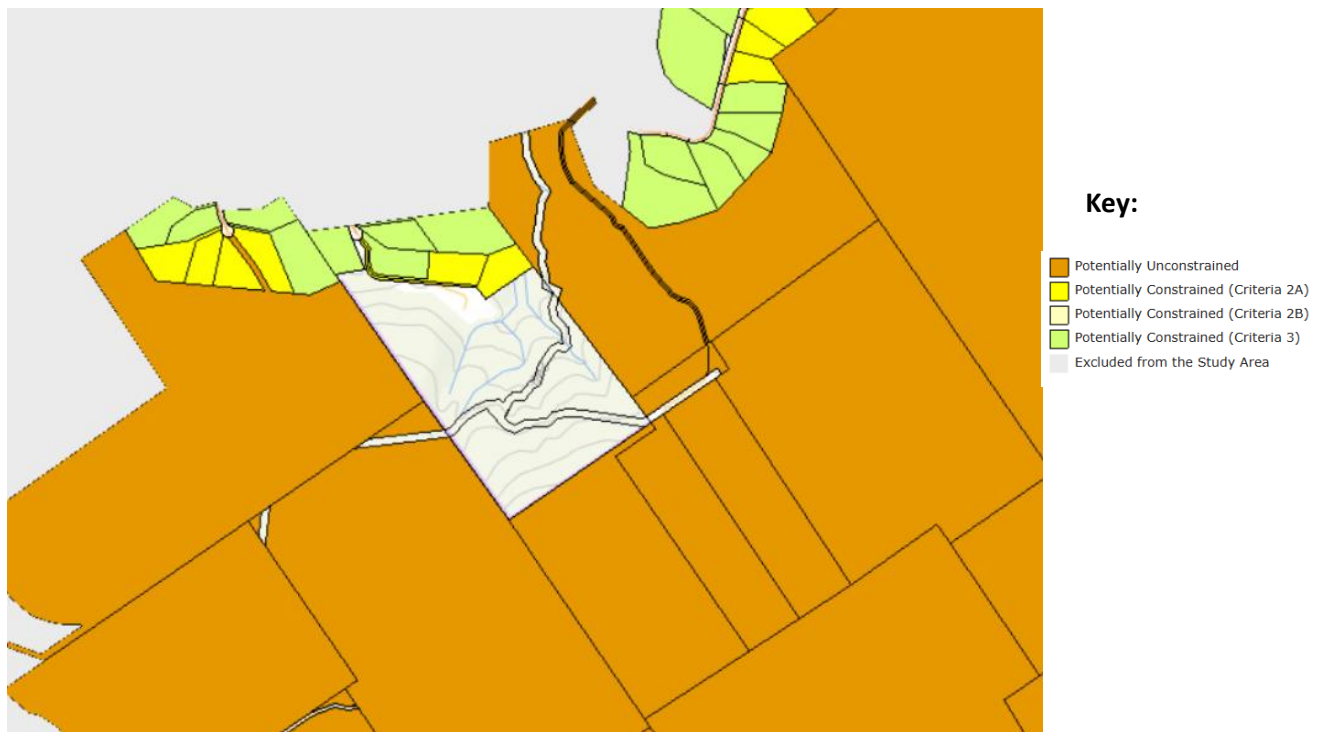 Key:
Potentially Unconstrained
Potentially Constrained (Criteria 2A)
Potentially Constrained (Criteria 2B)
Potentially Constrained (Criteria 3)
Excluded from the Study Area